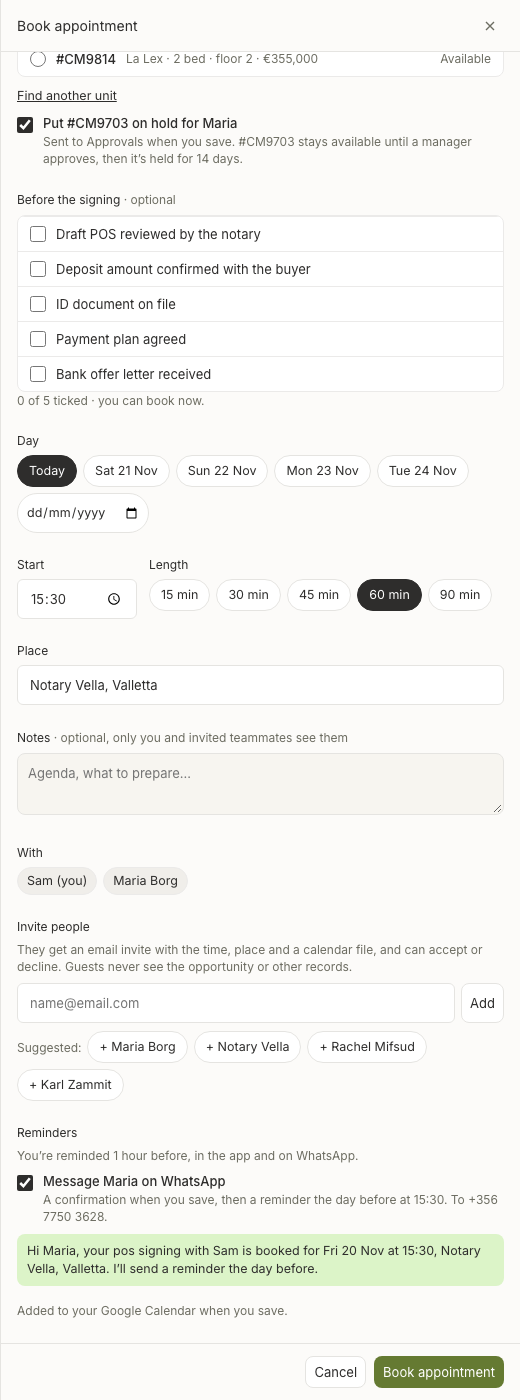 Book appointment
#CM9814 La Lex · 2 bed · floor 2 · €355,000 Available
Find another unit
Put #CM9703 on hold for Maria
Sent to Approvals when you save. #CM9703 stays available until a manager
approves, then it’s held for 14 days.
Before the signing · optional
Draft POS reviewed by the notary
Deposit amount confirmed with the buyer
ID document on file
Payment plan agreed
Bank offer letter received
0 of 5 ticked · you can book now.
Day
Today Sat 21 Nov Sun 22 Nov Mon 23 Nov Tue 24 Nov
dd/mm/yyyy
Start Length
15:30 15 min 30 min 45 min 60 min 90 min
Place
Notary Vella, Valletta
Notes · optional, only you and invited teammates see them
Agenda, what to prepare...
With
Sam (you) Maria Borg
Invite people
They get an email invite with the time, place and a calendar file, and can accept or
decline. Guests never see the opportunity or other records.
name@email.com Add
Suggested: + Maria Borg + Notary Vella + Rachel Mifsud
+ Karl Zammit
Reminders
You’re reminded 1 hour before, in the app and on WhatsApp.
Message Maria on WhatsApp
A confirmation when you save, then a reminder the day before at 15:30. To +356
7750 3628.
Hi Maria, your pos signing with Sam is booked for Fri 20 Nov at 15:30, Notary
Vella, Valletta. I’ll send a reminder the day before.
Added to your Google Calendar when you save.
Cancel Book appointment